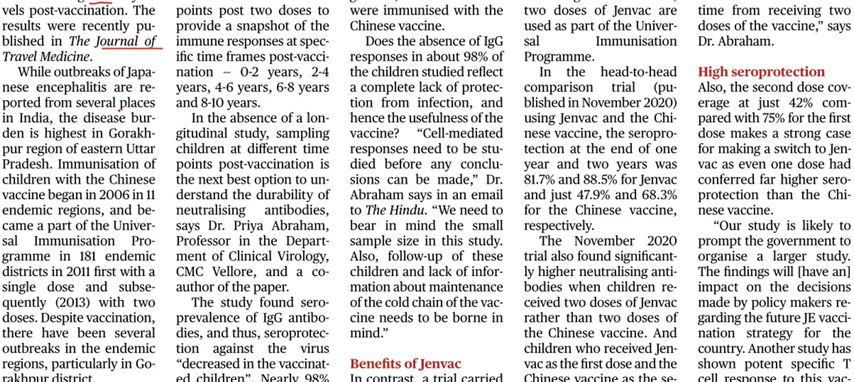 vels post-vaccination. The
results were recently pu-
blished in The Journal of
Travel Medicine.
While outbreaks of Japa-
nese encephalitis are re-
ported from several places
in India, the disease bur-
den is highest in Gorakh-
pur region of eastern Uttar
Pradesh. Immunisation of
children with the Chinese
vaccine began in 2006 in 11
endemic regions, and be-
came a part of the Univer-
sal Immunisation Pro-
gramme in 181 endemic
districts in 2011 first with a
single dose and subse-
quently (2013) with two
doses. Despite vaccination,
there have been several
outbreaks in the endemic
regions, particularly in Go-
rakhpur district.
points post two doses to
provide a snapshot of the
immune responses at spec-
ific time frames post-vacci-
nation – 0-2 years, 2-4
years, 4-6 years, 6-8 years
and 8-10 years.
In the absence of a lon-
gitudinal study, sampling
children at different time
points post-vaccination is
the next best option to un-
derstand the durability of
neutralising antibodies,
says Dr. Priya Abraham,
Professor in the Depart-
ment of Clinical Virology,
CMC Vellore, and a co-
author of the paper.
The study found sero-
prevalence of IgG antibo-
dies, and thus, seroprotec-
tion against the virus
"decreased in the vaccinat-
ed children". Nearly 98%
were immunised with the
Chinese vaccine.
Does the absence of IgG
responses in about 98% of
the children studied reflect
a complete lack of protec-
tion from infection, and
hence the usefulness of the
vaccine? "Cell-mediated
responses need to be stu-
died before any conclu-
sions can be made," Dr.
Abraham says in an email
to The Hindu. "We need to
bear in mind the small
sample size in this study.
Also, follow-up of these
children and lack of infor-
mation about maintenance
of the cold chain of the vac-
cine needs to be borne in
mind."
Benefits of Jenvac
In contrast, a trial carried
two doses of Jenvac are
used as part of the Univer-
sal Immunisation
Programme.
In the head-to-head
comparison trial (pu-
blished in November 2020)
using Jenvac and the Chi-
nese vaccine, the seropro-
tection at the end of one
year and two years was
81.7% and 88.5% for Jenvac
and just 47.9% and 68.3%
for the Chinese vaccine,
respectively.
The November 2020
trial also found significant-
ly higher neutralising anti-
bodies when children re-
ceived two doses of Jenvac
rather than two doses of
the Chinese vaccine. And
children who received Jen-
vac as the first dose and the
Chinese vaccine as the se-
time from receiving two
doses of the vaccine," says
Dr. Abraham.
High seroprotection
Also, the second dose cov-
erage at just 42% com-
pared with 75% for the first
dose makes a strong case
for making a switch to Jen-
vac as even one dose had
conferred far higher sero-
protection than the Chi-
nese vaccine.
"Our study is likely to
prompt the government to
organise a larger study.
The findings will [have an]
impact on the decisions
made by policy makers re-
garding the future JE vacci-
nation strategy for the
country. Another study has
shown potent specific T
cell response to this vac-